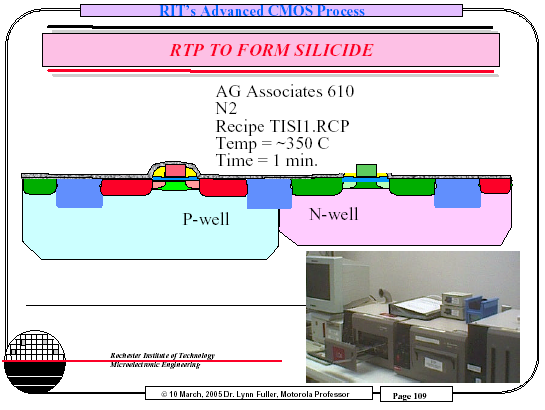 RIT's Advanced CMOS Process
RTP TO FORM SILICIDE
AG Associates 610
N2
Recipe TISI1.RCP
Temp = ~350 C
Time = 1 min.
P-well
N-well
Rochester Institute of Technology
Microelectronic Engineering
© 10 March, 2005 Dr. Lynn Fuller, Motorola Professor
Page 109